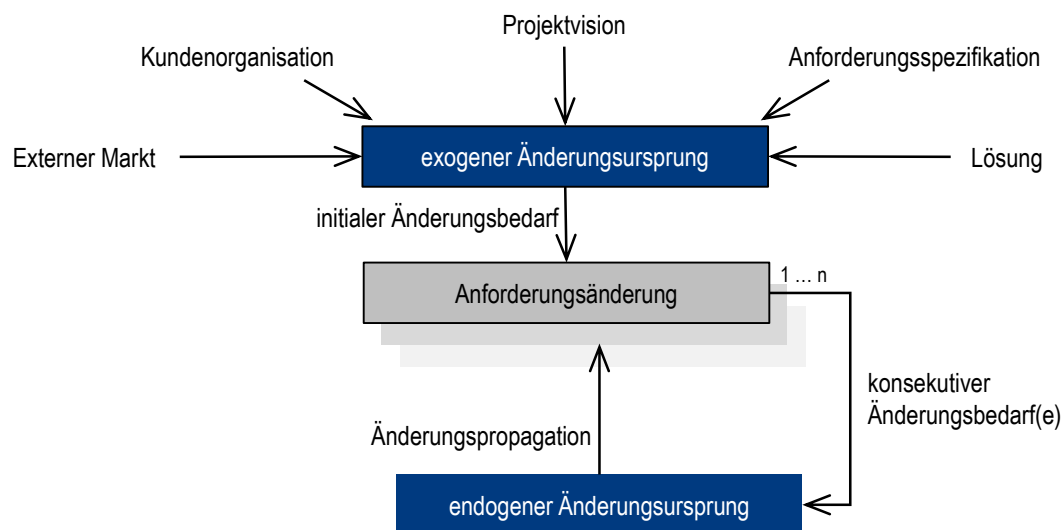 Projektvision
Kundenorganisation
Anforderungsspezifikation
Externer Markt
exogener Änderungsursprung
Lösung
initialer Änderungsbedarf
1 ... n
Anforderungsänderung
konsekutiver
Änderungsbedarf(e)
Änderungspropagation
endogener Änderungsursprung